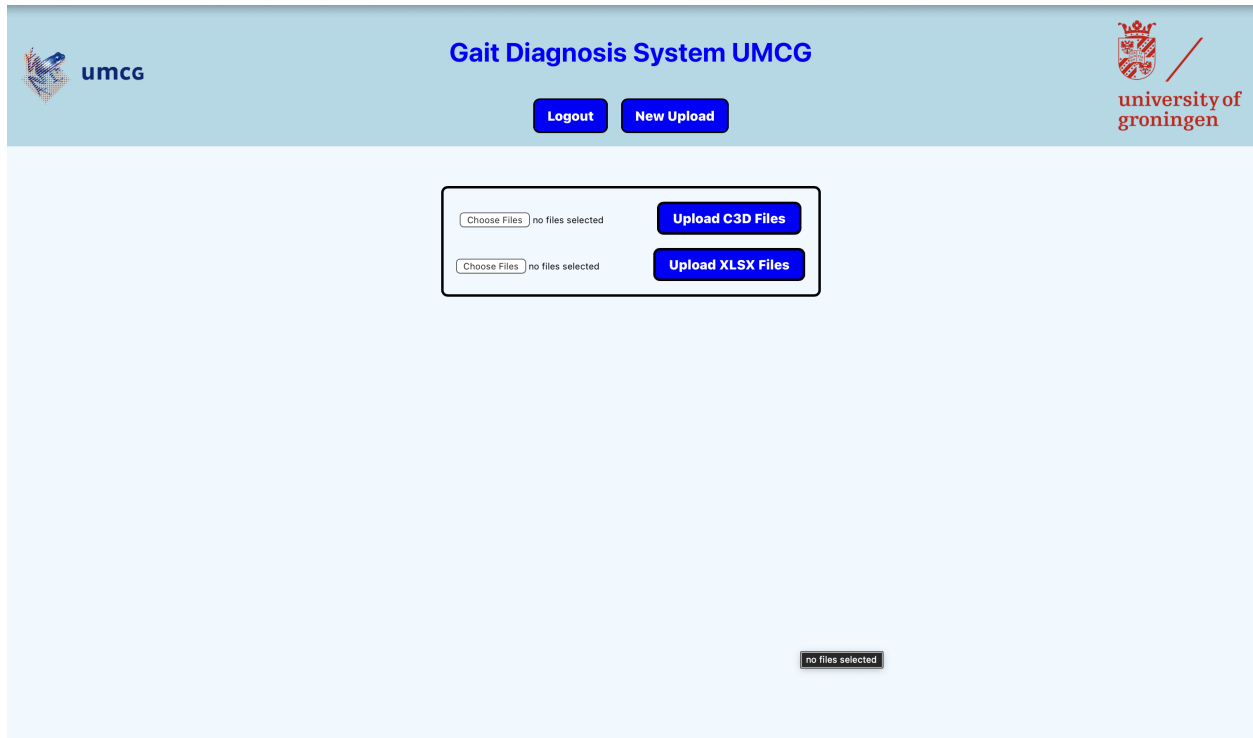 umcg
Gait Diagnosis System UMCG
Logout
New Upload
university of
groningen
Choose Files no files selected
Upload C3D Files
Choose Files no files selected
Upload XLSX Files
no files selected